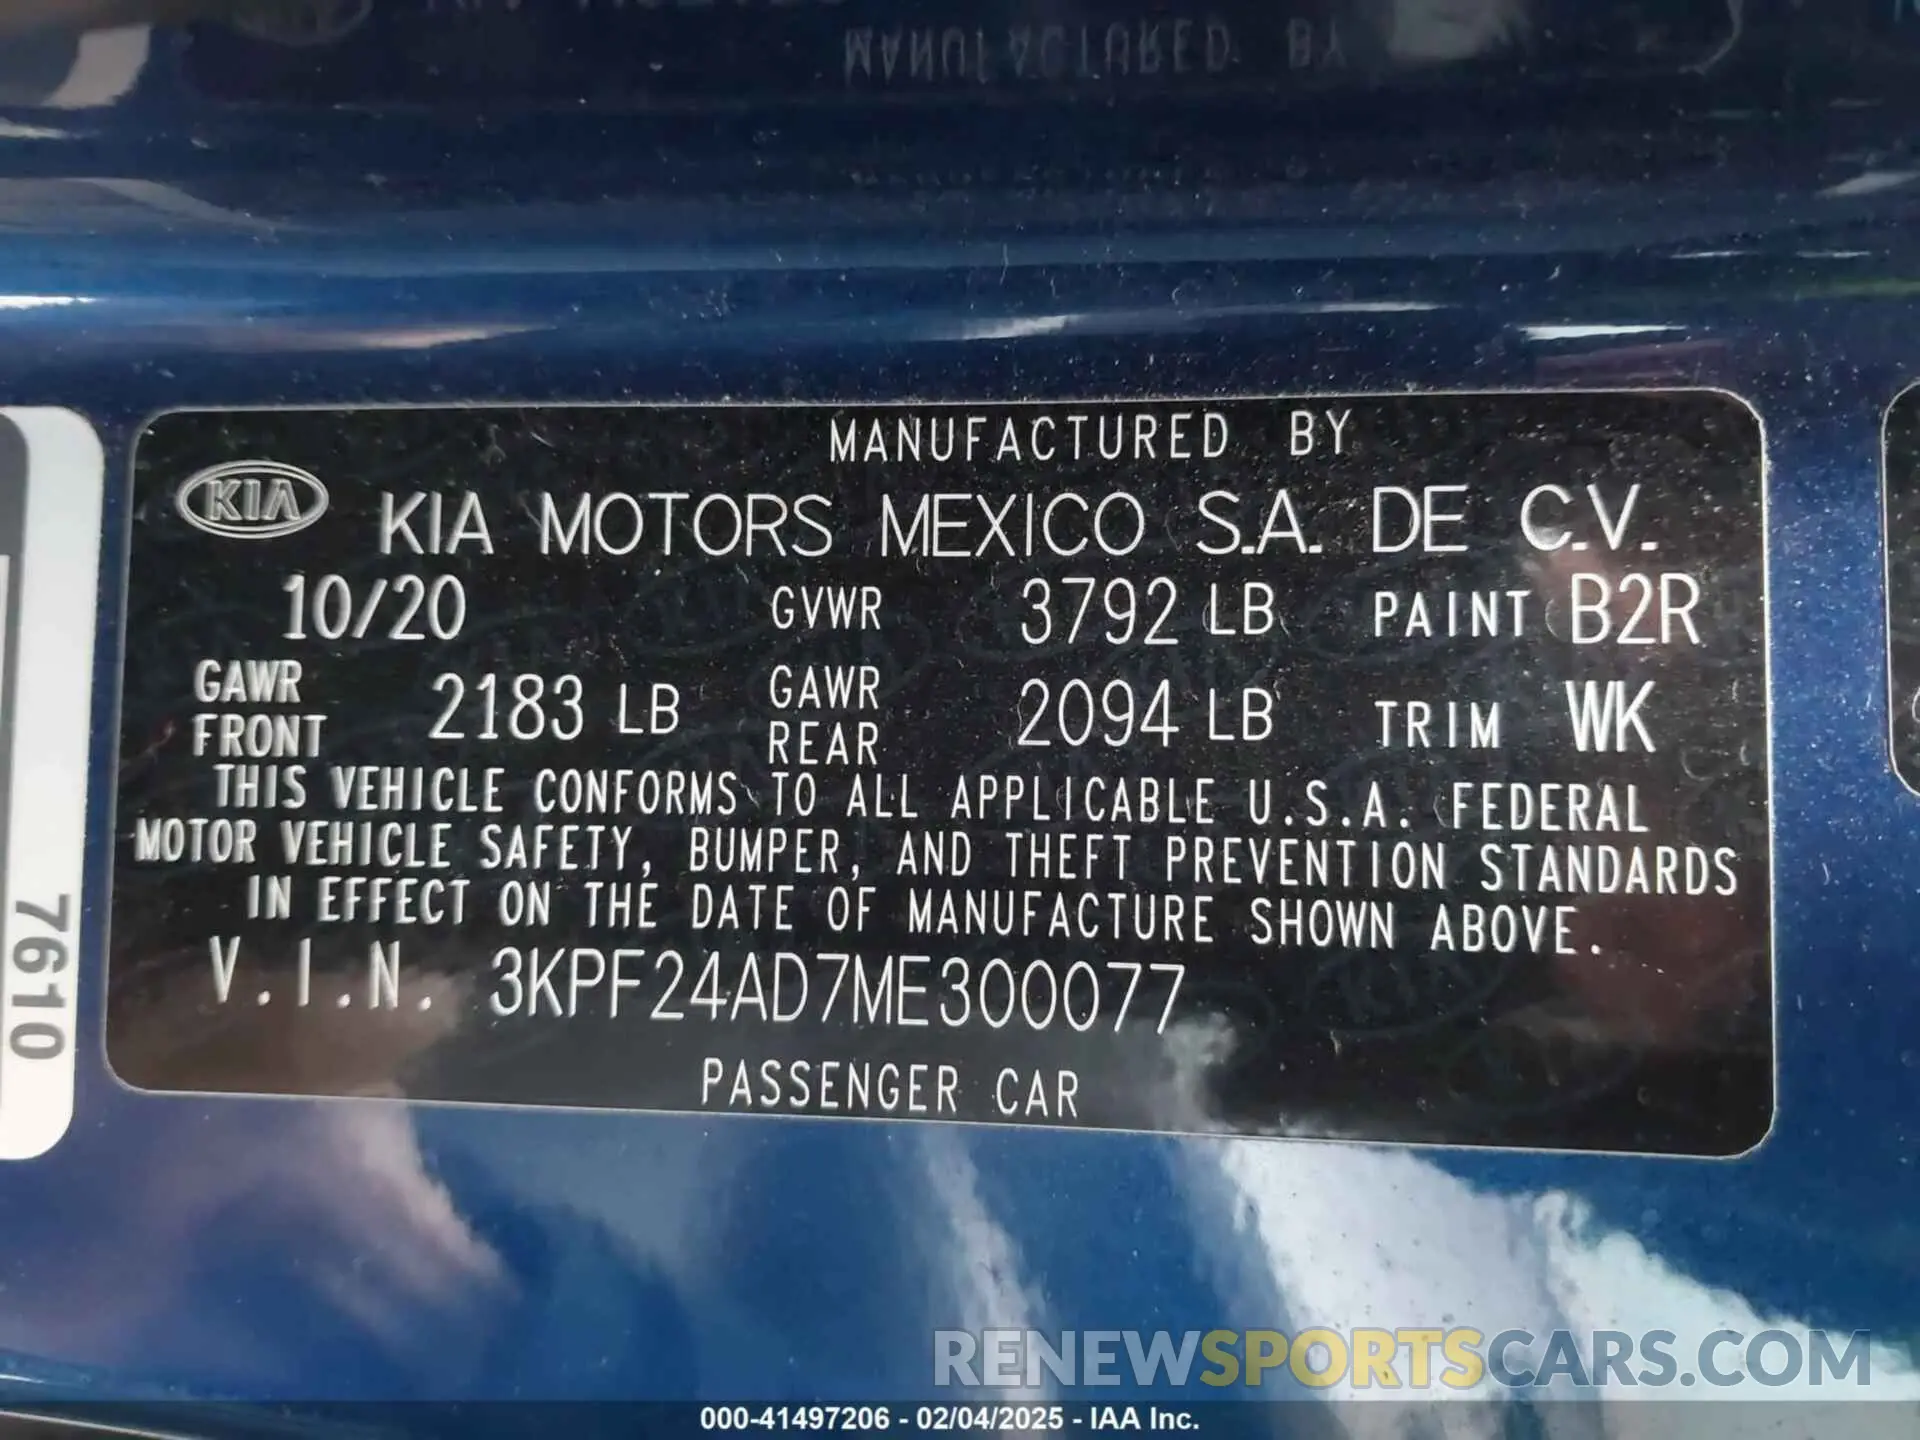 MANUFACTURED BY
KIA KIA MOTORS MEXICO S.A. DE C.V.
10/20 GVWR 3792 LB PAINT B2R
GAWR FRONT 2183 LB GAWR REAR 2094 LB TRIM WK
THIS VEHICLE CONFORMS TO ALL APPLICABLE U.S.A. FEDERAL
MOTOR VEHICLE SAFETY, BUMPER, AND THEFT PREVENTION STANDARDS
IN EFFECT ON THE DATE OF MANUFACTURE SHOWN ABOVE.
V.I.N. 3KPF24AD7ME300077
PASSENGER CAR
7610
RENEWSPORTSCARS.COM
000-41497206 - 02/04/2025 - IAA Inc.